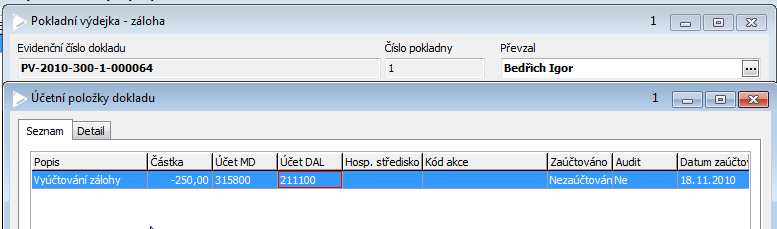 Pokladní výdejka - záloha 1
Evidenční číslo dokladu Číslo pokladny Převzal
PV-2010-300-1-000064 1 Bedřich Igor ...
Účetní položky dokladu 1
Seznam Detail
Popis Částka Účet MD Účet DAL Hosp. středisko Kód akce Zaúčtováno Audit Datum zaúčto
Vyúčtování zálohy -250,00 315800 211100 Nezaúčtován Ne 18.11.2010